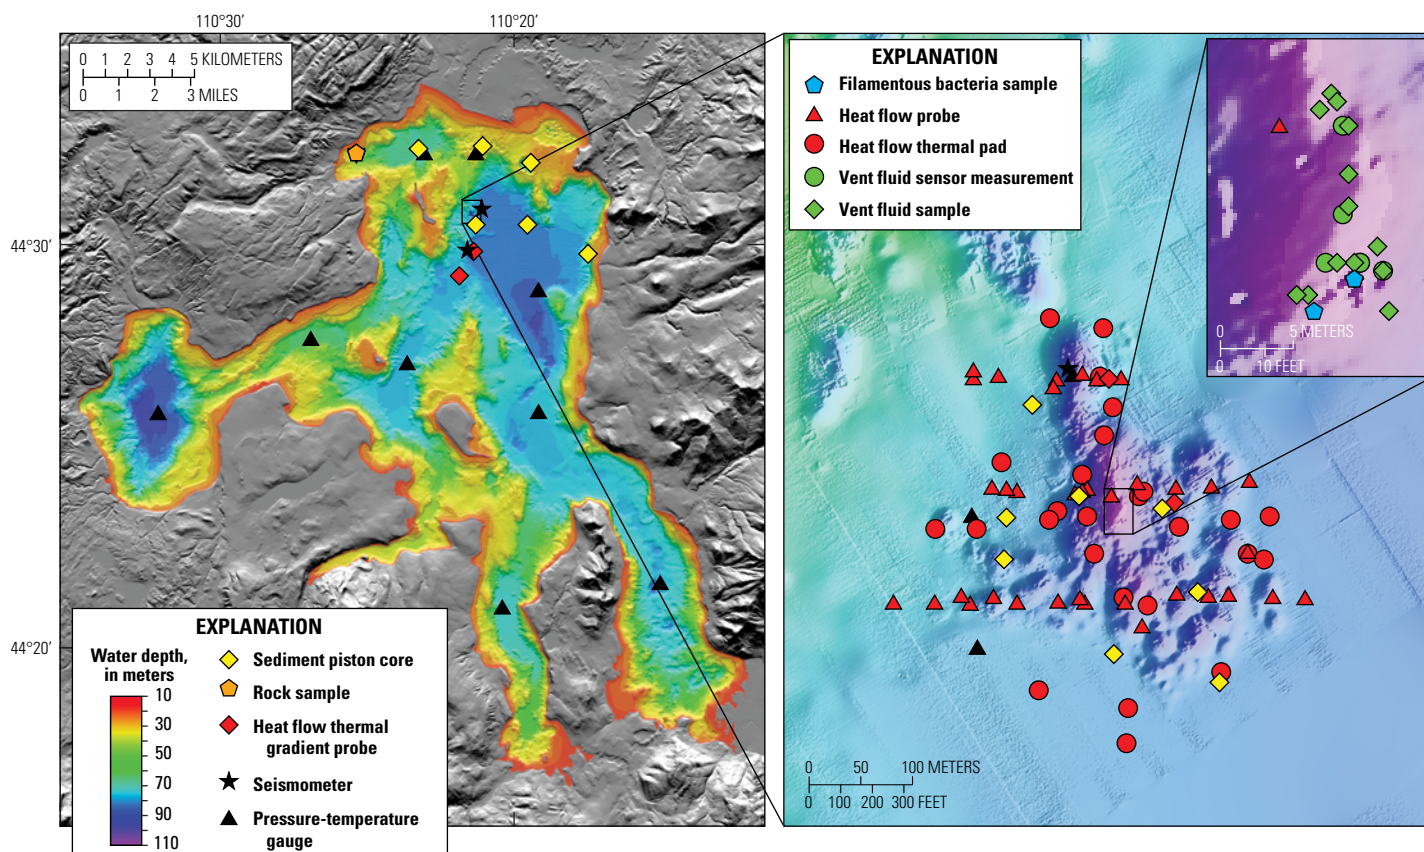 110°30′ 110°20′
0 1 2 3 4 5 KILOMETERS
0 1 2 3 MILES
44°30′
44°20′
EXPLANATION
Water depth,
in meters
10
30
50
70
90
110
Sediment piston core
Rock sample
Heat flow thermal
gradient probe
Seismometer
Pressure-temperature
gauge
EXPLANATION
Filamentous bacteria sample
Heat flow probe
Heat flow thermal pad
Vent fluid sensor measurement
Vent fluid sample
0 5 METERS
0 10 FEET
0 50 100 METERS
0 100 200 300 FEET